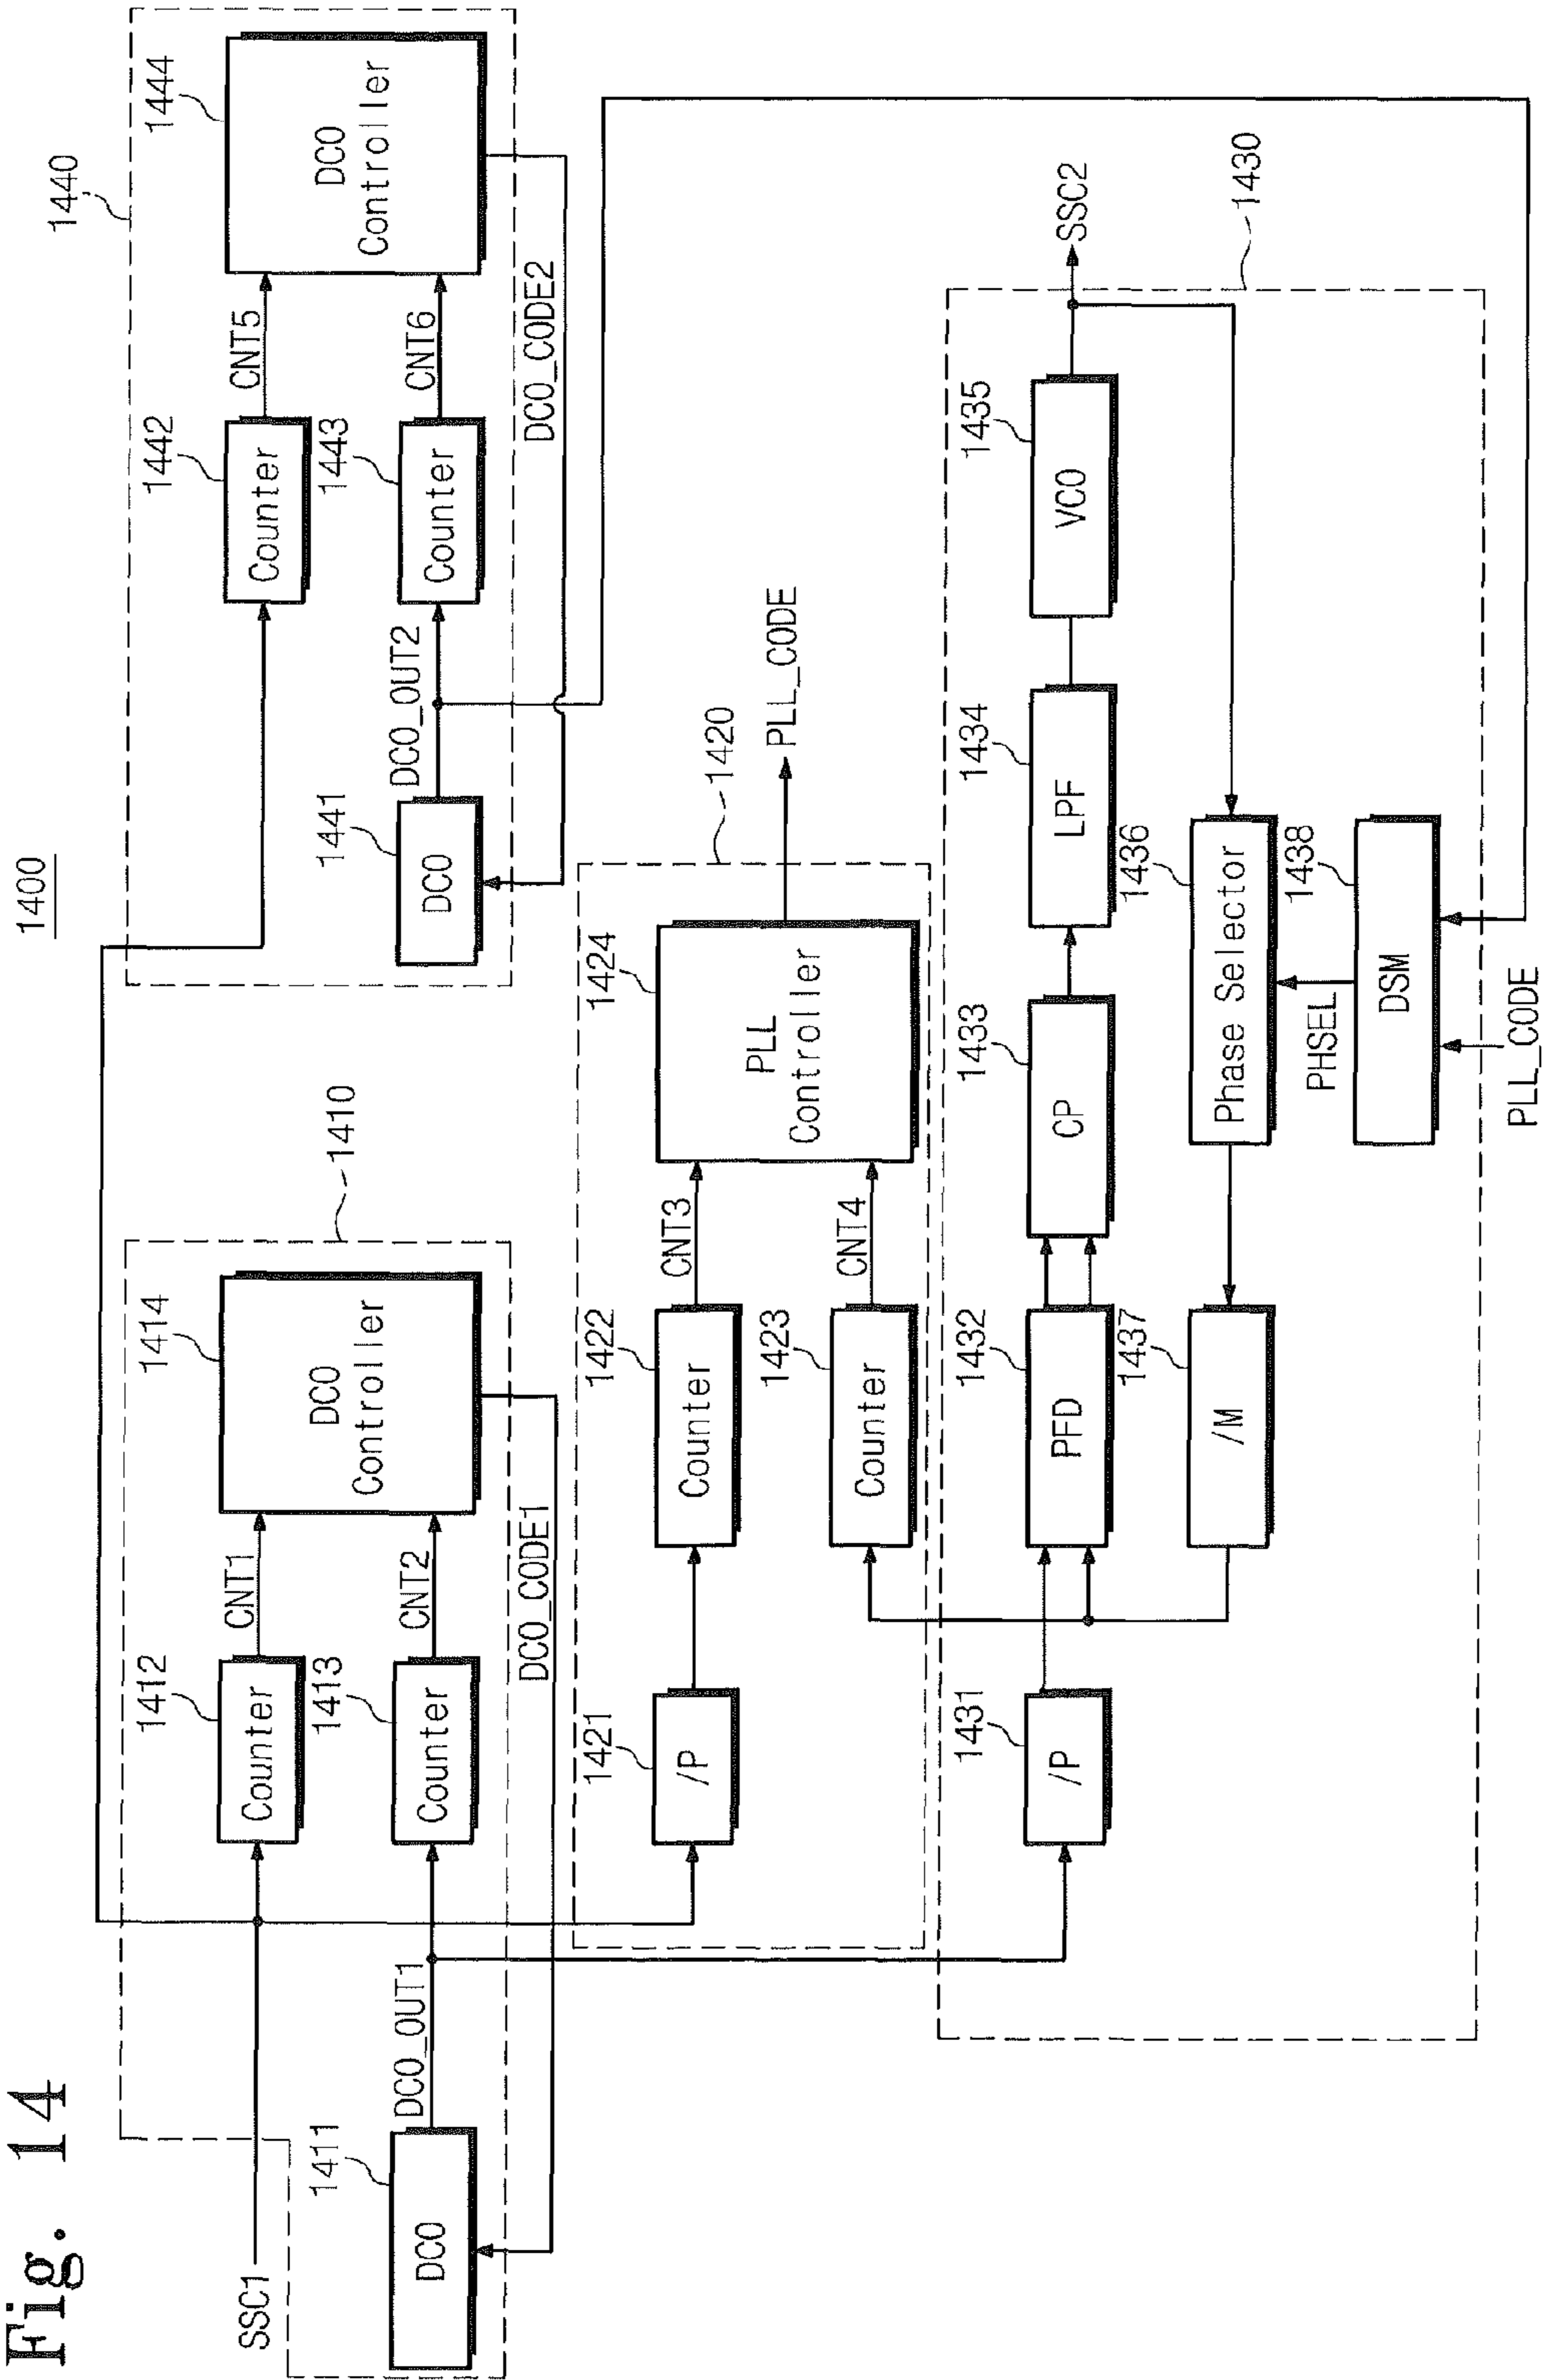 Fig. 14
1400
SSC1
1410
1411
DCO
DCO_OUT1
1412
Counter
CNT1
1413
Counter
CNT2
1414
DCO
Controller
DCO_CODE1
1440
1441
DCO
DCO_OUT2
1442
Counter
CNT5
1443
Counter
CNT6
1444
DCO
Controller
DCO_CODE2
1420
1421
/P
1422
Counter
CNT3
1423
Counter
CNT4
1424
PLL
Controller
PLL_CODE
1430
1431
/P
1432
PFD
1433
CP
1434
LPF
1435
VCO
SSC2
1437
/M
1436
Phase Selector
PHSEL
1438
DSM
PLL_CODE